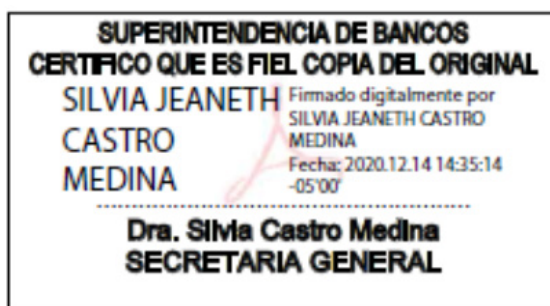 SUPERINTENDENCIA DE BANCOS
CERTIFICO QUE ES FIEL COPIA DEL ORIGINAL
SILVIA JEANETH
CASTRO
MEDINA
Firmado digitalmente por
SILVIA JEANETH CASTRO
MEDINA
Fecha: 2020.12.14 14:35:14
-05'00'
Dra. Silvia Castro Medina
SECRETARIA GENERAL